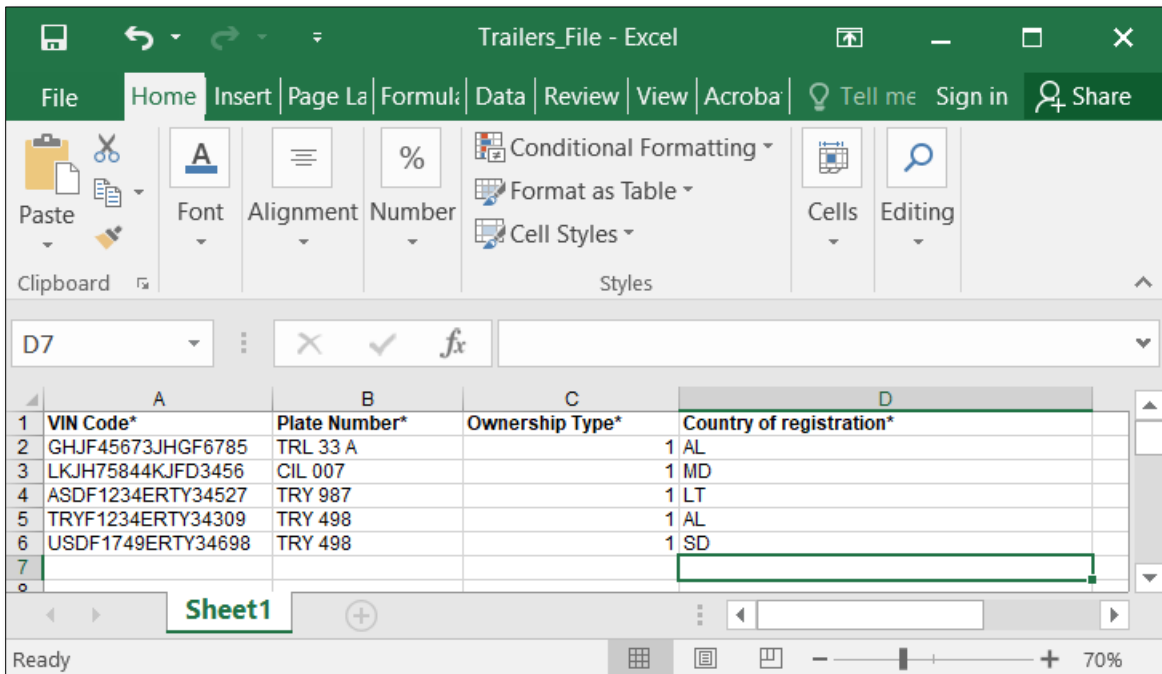 Trailers_File - Excel
File Home Insert Page La Formula Data Review View Acroba Tell me Sign in Share
Paste
Font Alignment Number
Conditional Formatting
Format as Table
Cell Styles
Cells Editing
Clipboard Styles
D7 fx
A B C D
1 VIN Code* Plate Number* Ownership Type* Country of registration*
2 GHJF45673JHGF6785 TRL 33 A 1 AL
3 LKJH75844KJFD3456 CIL 007 1 MD
4 ASDF1234ERTY34527 TRY 987 1 LT
5 TRYF1234ERTY34309 TRY 498 1 AL
6 USDF1749ERTY34698 TRY 498 1 SD
7
Sheet1
Ready 70%